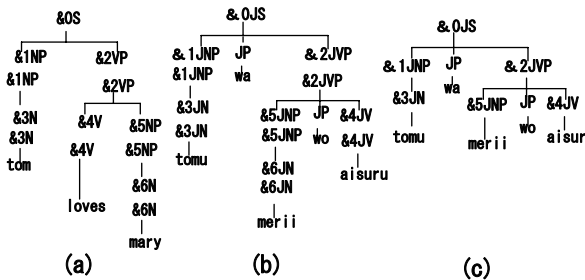 &0S
&1NP &2VP
&1NP
&2VP
&3N
&3N
tom
&4V &5NP
&4V &5NP
&6N
&6N
loves
mary
(a)
&0JS
&1JNP JP &2JVP
&1JNP wa
&2JVP
&3JN
&3JN
tomu
&5JNP JP &4JV
&5JNP wo &4JV
&6JN
&6JN
aisuru
merii
(b)
&0JS
&1JNP JP &2JVP
wa
&3JN
tomu
&5JNP JP &4JV
merii wo aisur
(c)